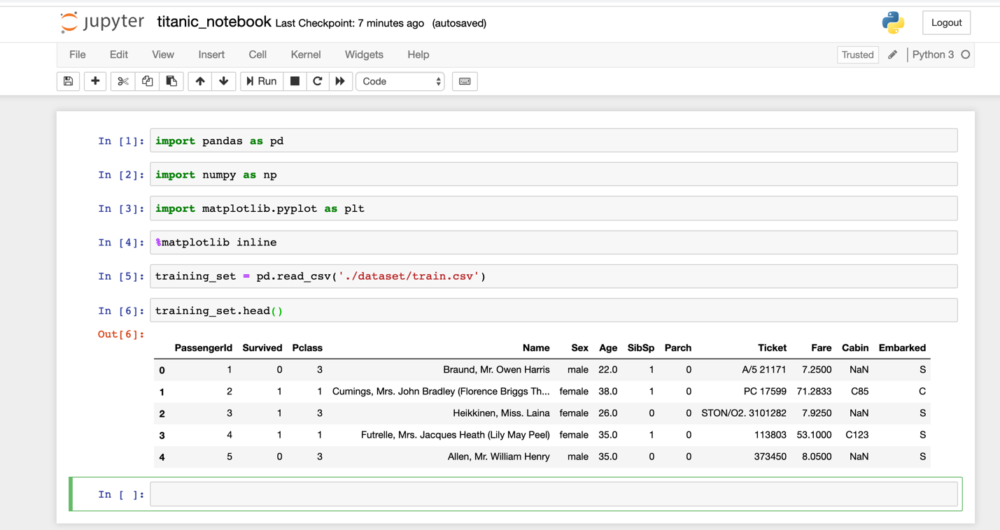 jupyter titanic_notebook Last Checkpoint: 7 minutes ago (autosaved) Logout
File Edit View Insert Cell Kernel Widgets Help Trusted Python 3
Run Code
In [1]: import pandas as pd
In [2]: import numpy as np
In [3]: import matplotlib.pyplot as plt
In [4]: %matplotlib inline
In [5]: training_set = pd.read_csv('./dataset/train.csv')
In [6]: training_set.head()
Out[6]:
PassengerId Survived Pclass Name Sex Age SibSp Parch Ticket Fare Cabin Embarked
0 1 0 3 Braund, Mr. Owen Harris male 22.0 1 0 A/5 21171 7.2500 NaN S
1 2 1 1 Cumings, Mrs. John Bradley (Florence Briggs Th... female 38.0 1 0 PC 17599 71.2833 C85 C
2 3 1 3 Heikkinen, Miss. Laina female 26.0 0 0 STON/O2. 3101282 7.9250 NaN S
3 4 1 1 Futrelle, Mrs. Jacques Heath (Lily May Peel) female 35.0 1 0 113803 53.1000 C123 S
4 5 0 3 Allen, Mr. William Henry male 35.0 0 0 373450 8.0500 NaN S
In [ ]: